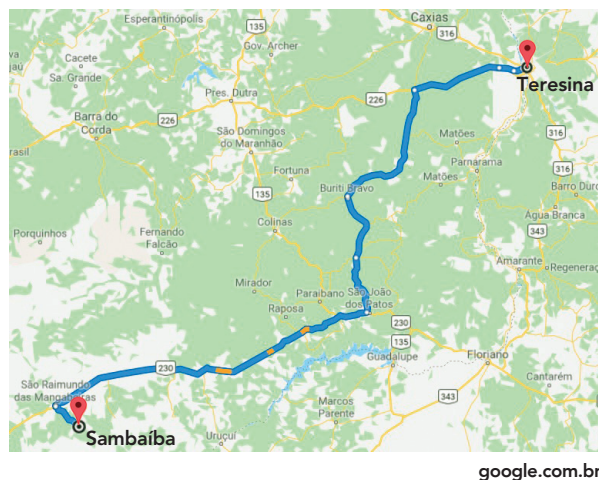 Esperantinópolis
Caxias
316
Cacete
Gov. Archer
Sa. Grande
135
Teresina
Pres. Dutra
226
Barra do
Corda
226
São Domingos
do Maranhão
Matões
316
Parnarama
Fortuna
135
Buriti Bravo
Matões
Barro Duro
Água Branca
Colinas
Porquinhos
Fernando
Falcão
343
Amarante
Regeneraç
Mirador
Paraibano
São João
dos Patos
Raposa
230
135
Guadalupe
Floriano
230
Cantarém
São Raimundo
das Mangabeiras
343
Marcos
Parente
Sambaíba
Uruçuí
google.com.br